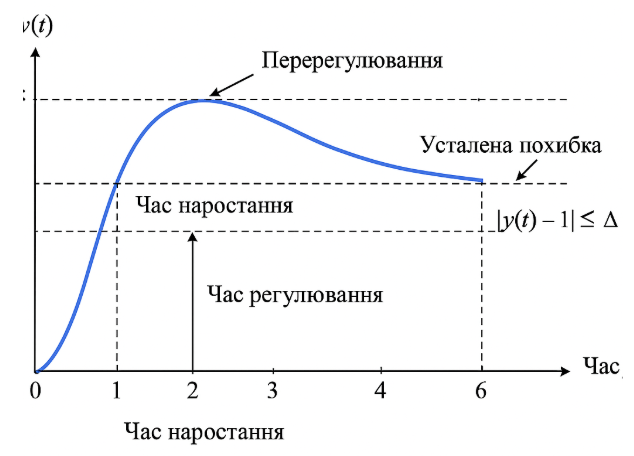 y(t)
Перерегулювання
Усталена похибка
Час наростання
|y(t) – 1| ≤ Δ
Час регулювання
Час
0 1 2 3 4 6
Час наростання